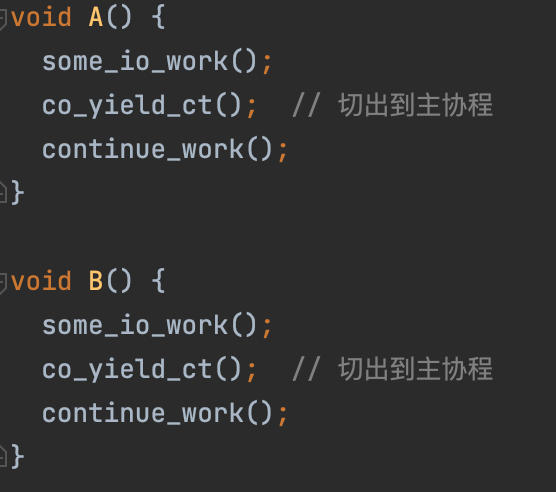 void A() {
  some_io_work();
  co_yield_ct();  // 切出到主协程
  continue_work();
}

void B() {
  some_io_work();
  co_yield_ct();  // 切出到主协程
  continue_work();
}